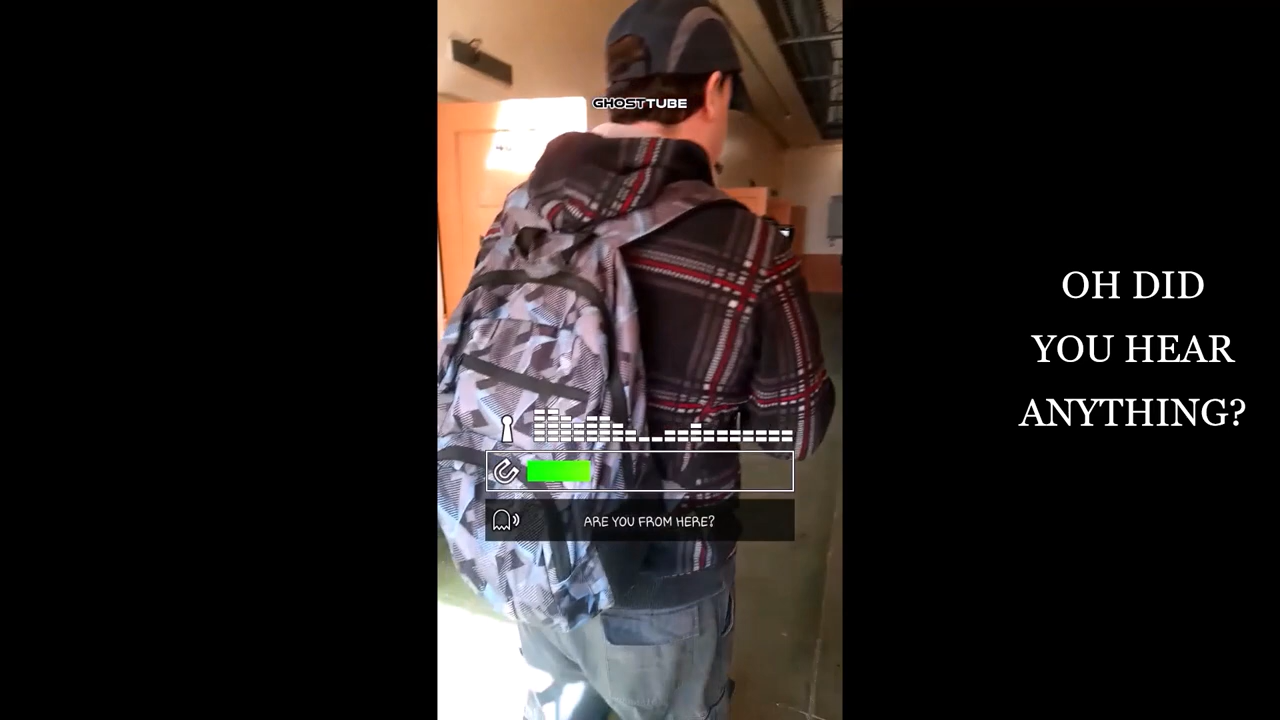 GHOSTTUBE
ARE YOU FROM HERE?
OH DID
YOU HEAR
ANYTHING?